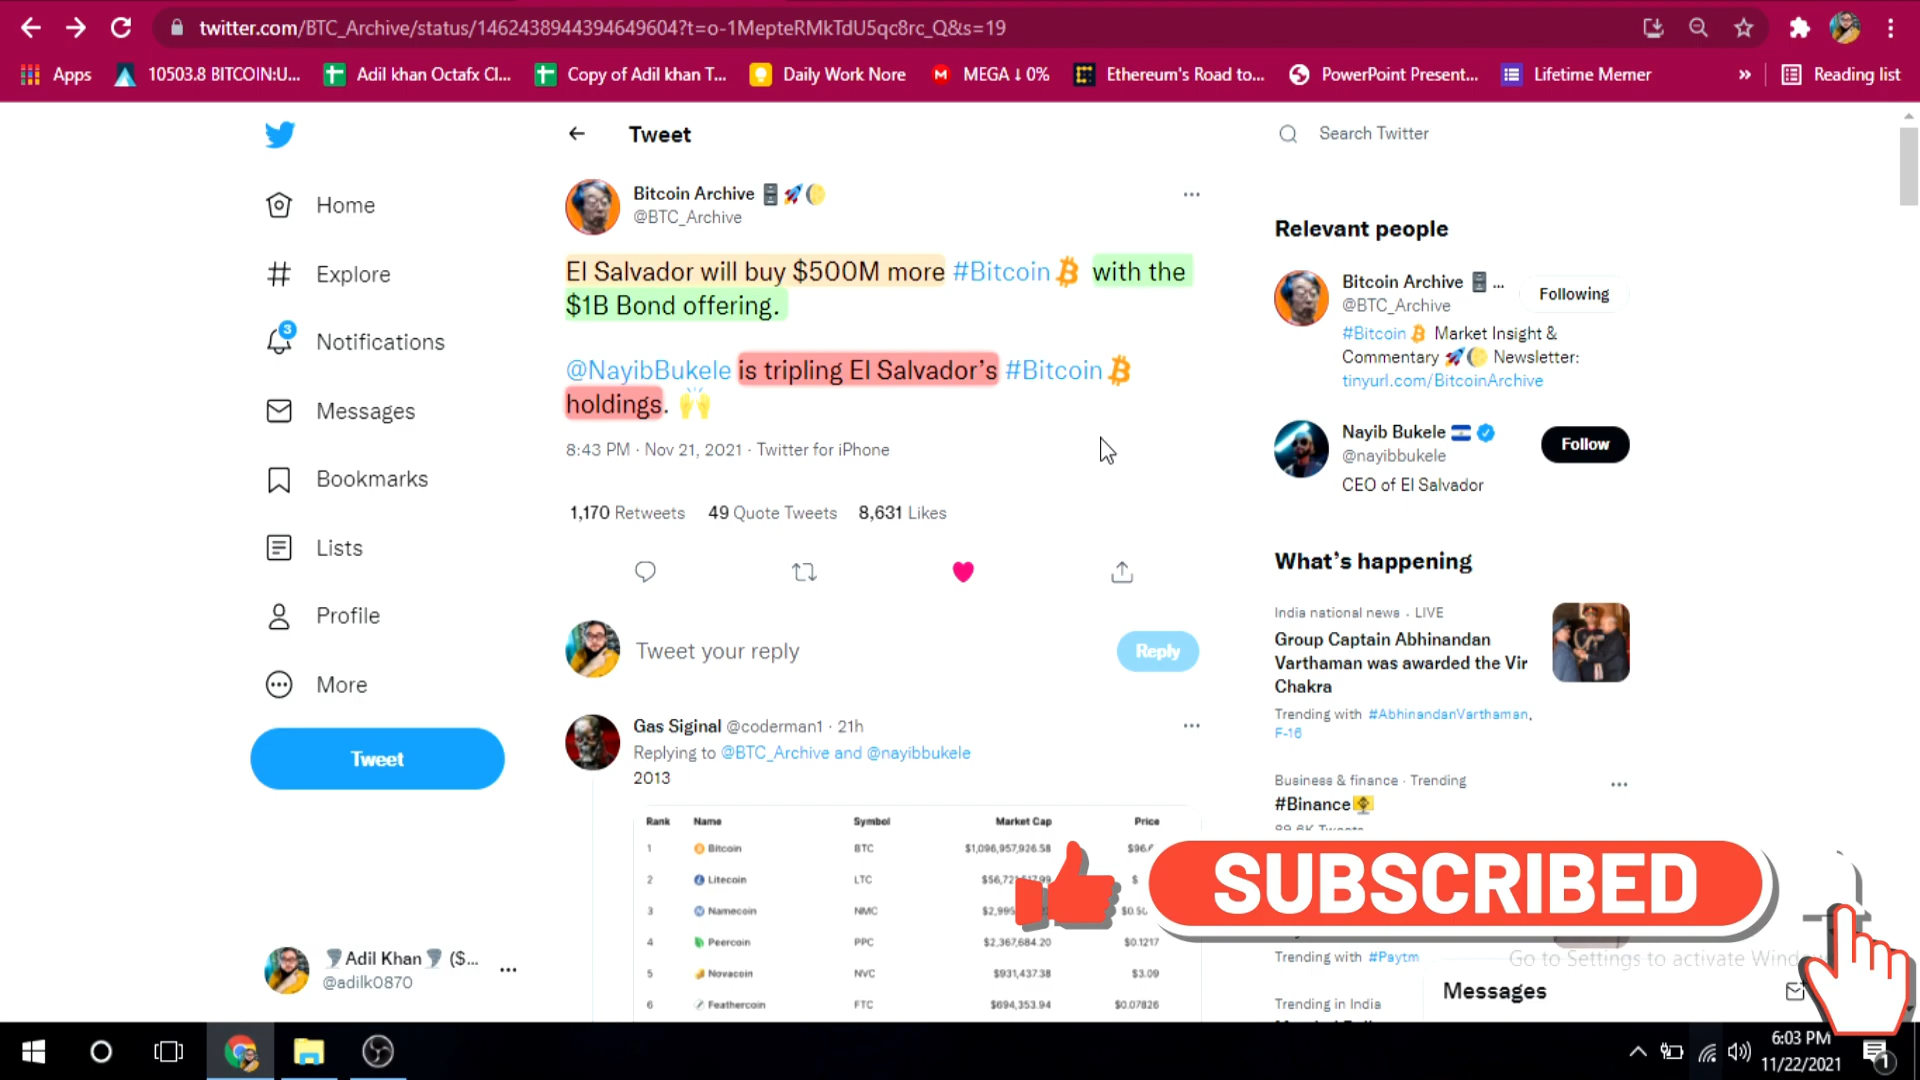 twitter.com/BTC_Archive/status/1462438944394649604?t=o-1MepteRMkTdU5qc8rc_Q&s=19
Apps
10503.8 BITCOIN:U...
Adil khan Octafx Cl...
Copy of Adil khan T...
Daily Work Nore
MEGA ↓ 0%
Ethereum's Road to...
PowerPoint Present...
Lifetime Memer
»
Reading list
Home
Explore
3
Notifications
Messages
Bookmarks
Lists
Profile
More
Tweet
Adil Khan ($...
@adilk0870
Tweet
Bitcoin Archive
@BTC_Archive
El Salvador will buy $500M more #Bitcoin with the
$1B Bond offering.
@NayibBukele is tripling El Salvador’s #Bitcoin
holdings.
8:43 PM · Nov 21, 2021 · Twitter for iPhone
1,170 Retweets 49 Quote Tweets 8,631 Likes
Tweet your reply
Reply
Gas Siginal @coderman1 · 21h
Replying to @BTC_Archive and @nayibbukele
2013
Rank Name Symbol Market Cap Price
1 Bitcoin BTC $1,096,957,926.58
2 Litecoin LTC
3 Namecoin NMC
4 Peercoin PPC $2,367,684.20 $0.1217
5 Novacoin NVC $931,437.38 $3.09
6 Feathercoin FTC $694,353.94 $0.07826
Search Twitter
Relevant people
Bitcoin Archive ...
@BTC_Archive
Following
#Bitcoin Market Insight &
Commentary Newsletter:
tinyurl.com/BitcoinArchive
Nayib Bukele
@nayibbukele
Follow
CEO of El Salvador
What’s happening
India national news · LIVE
Group Captain Abhinandan
Varthaman was awarded the Vir
Chakra
Trending with #AbhinandanVarthaman,
F-16
Business & finance · Trending
#Binance
SUBSCRIBED
Trending with #Paytm
Go to Settings to activate
Trending in India
Messages
6:03 PM
11/22/2021
1